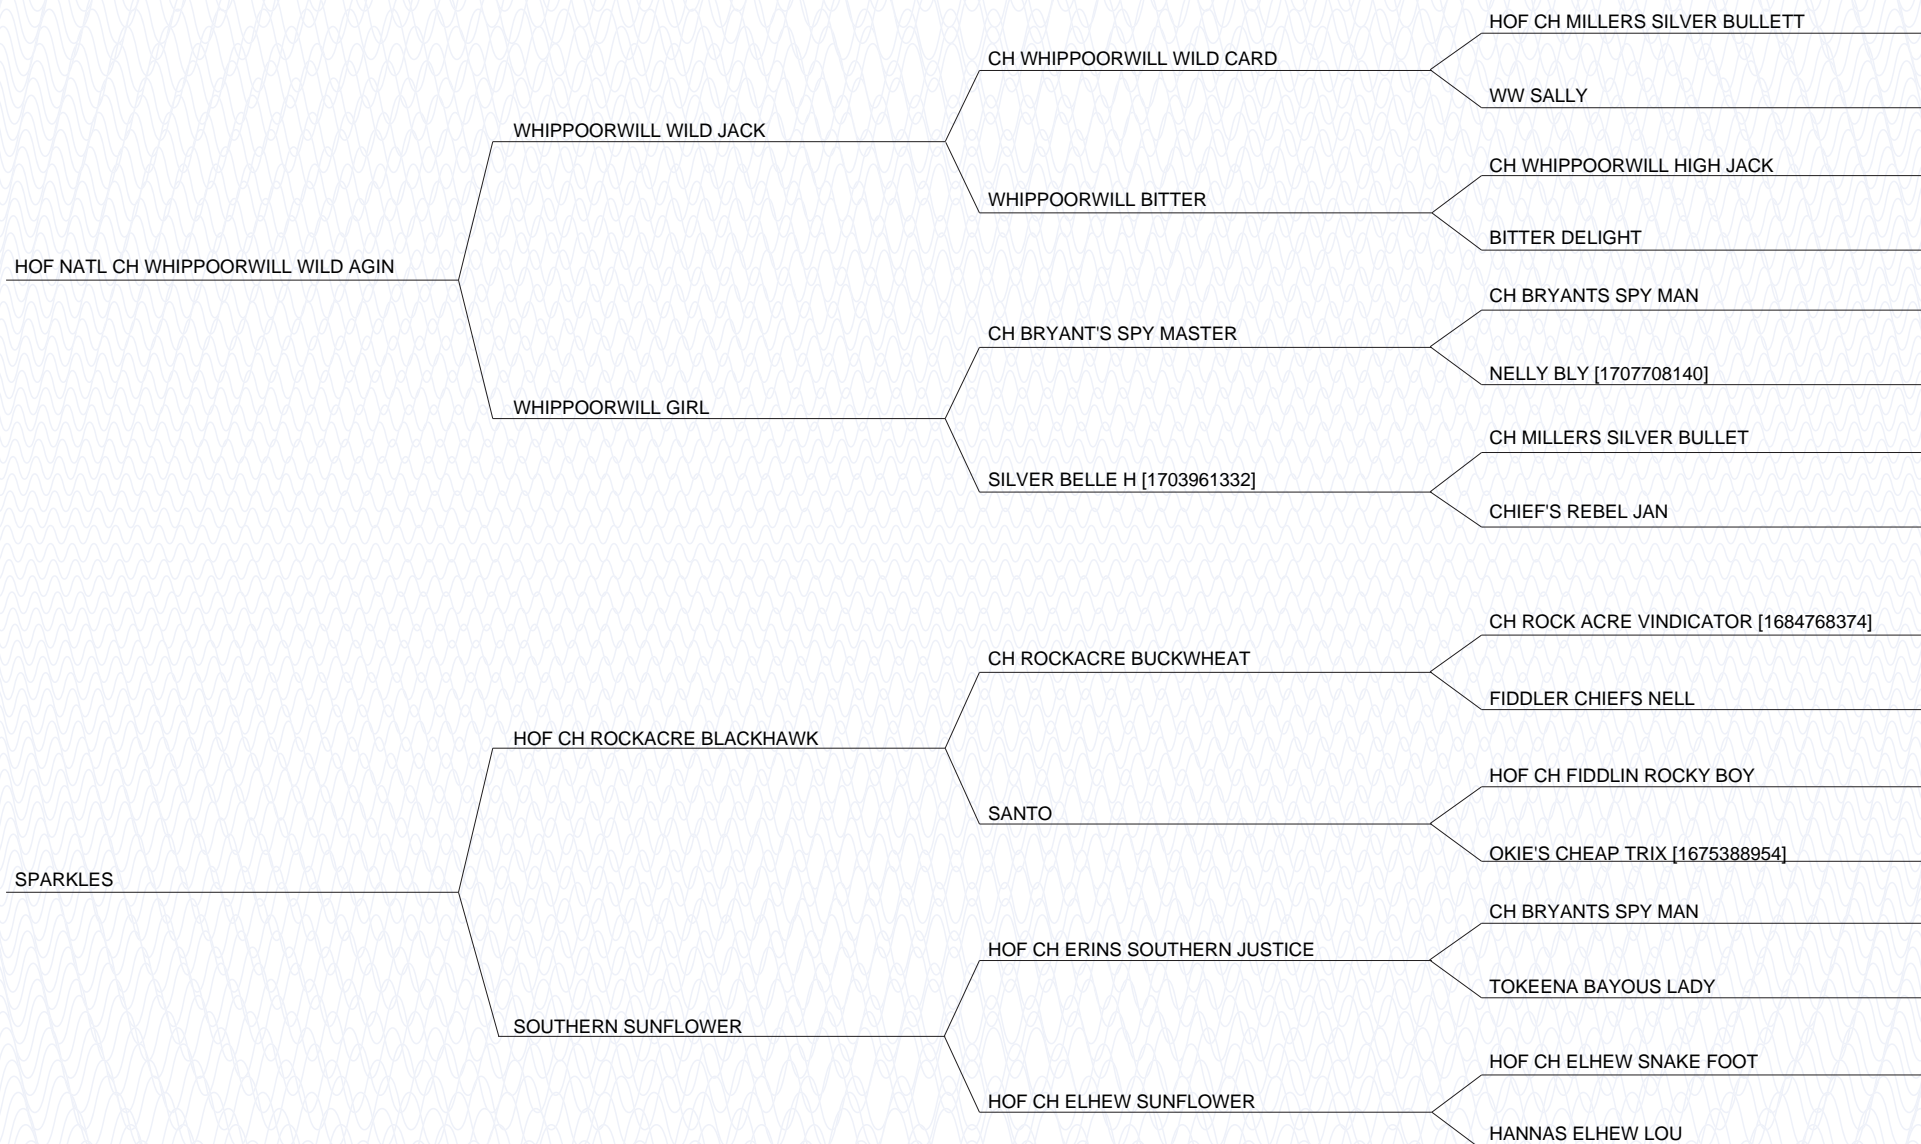 HOF CH MILLERS SILVER BULLETT
CH WHIPPOORWILL WILD CARD
WW SALLY
WHIPPOORWILL WILD JACK
CH WHIPPOORWILL HIGH JACK
WHIPPOORWILL BITTER
BITTER DELIGHT
HOF NATL CH WHIPPOORWILL WILD AGIN
CH BRYANTS SPY MAN
CH BRYANT'S SPY MASTER
NELLY BLY [1707708140]
WHIPPOORWILL GIRL
CH MILLERS SILVER BULLET
SILVER BELLE H [1703961332]
CHIEF'S REBEL JAN
CH ROCK ACRE VINDICATOR [1684768374]
CH ROCKACRE BUCKWHEAT
FIDDLER CHIEFS NELL
HOF CH ROCKACRE BLACKHAWK
HOF CH FIDDLIN ROCKY BOY
SANTO
OKIE'S CHEAP TRIX [1675388954]
SPARKLES
CH BRYANTS SPY MAN
HOF CH ERINS SOUTHERN JUSTICE
TOKEENA BAYOUS LADY
SOUTHERN SUNFLOWER
HOF CH ELHEW SNAKE FOOT
HOF CH ELHEW SUNFLOWER
HANNAS ELHEW LOU